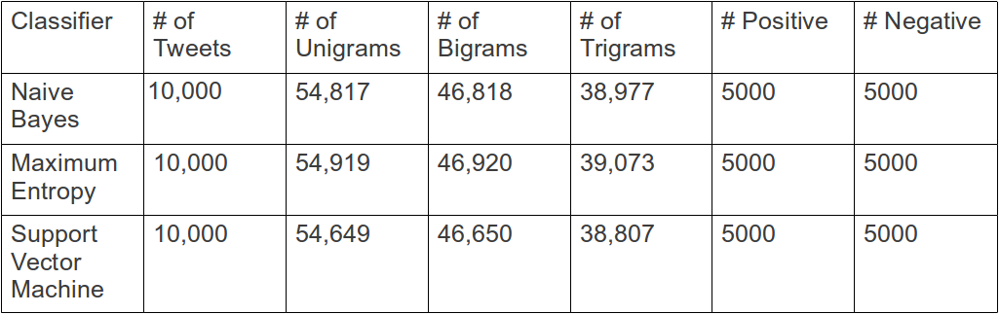 Classifier # of Tweets # of Unigrams # of Bigrams # of Trigrams # Positive # Negative
Naive Bayes 10,000 54,817 46,818 38,977 5000 5000
Maximum Entropy 10,000 54,919 46,920 39,073 5000 5000
Support Vector Machine 10,000 54,649 46,650 38,807 5000 5000